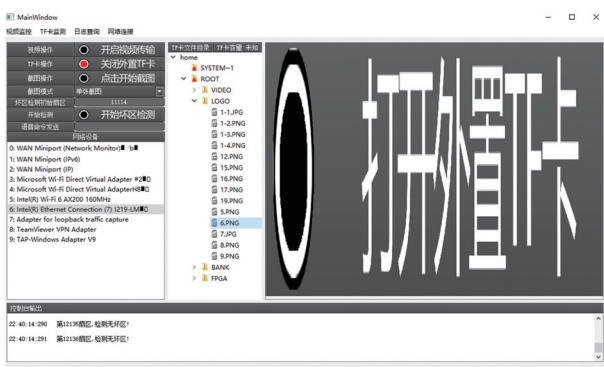 MainWindow
视频监控 TF卡监测 日志查询 网络连接
视频操作 开启视频传输
TF卡操作 关闭外置TF卡
截图操作 点击开始截图
截图模式 单张截图
坏区检测初始扇区 11114
开始检测 开始坏区检测
语音命令发送
网络设备
0: WAN Miniport (Network Monitor)
1: WAN Miniport (IPv6)
2: WAN Miniport (IP)
3: Microsoft Wi-Fi Direct Virtual Adapter #2
4: Microsoft Wi-Fi Direct Virtual AdapterH8
5: Intel(R) Wi-Fi 6 AX200 160MHz
6: Intel(R) Ethernet Connection (7) I219-LM
7: Adapter for loopback traffic capture
8: TeamViewer VPN Adapter
9: TAP-Windows Adapter V9
TF卡文件目录 TF卡容量 未知
home
SYSTEM~1
ROOT
VIDEO
LOGO
1-1.JPG
1-2.PNG
1-3.PNG
1-4.PNG
12.PNG
15.PNG
16.PNG
17.PNG
19.PNG
5.PNG
6.PNG
7.JPG
8.PNG
9.PNG
BANK
FPGA
打开外置TF卡
控制台输出
22:40:14:290 第12135扇区,检测无坏区!
22:40:14:291 第12136扇区,检测无坏区!